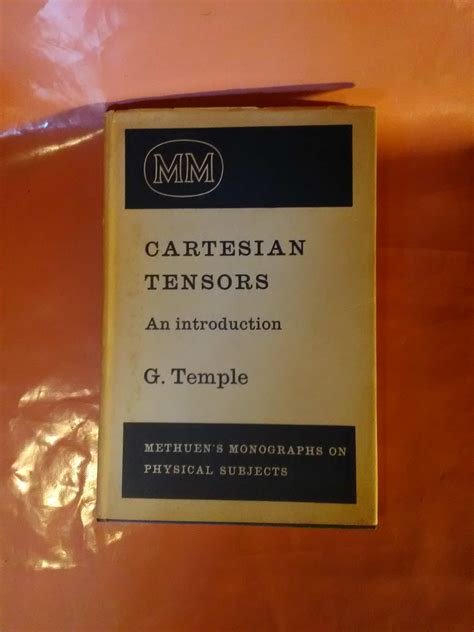 MM
CARTESIAN
TENSORS
An introduction
G. Temple
METHUEN'S MONOGRAPHS ON
PHYSICAL SUBJECTS